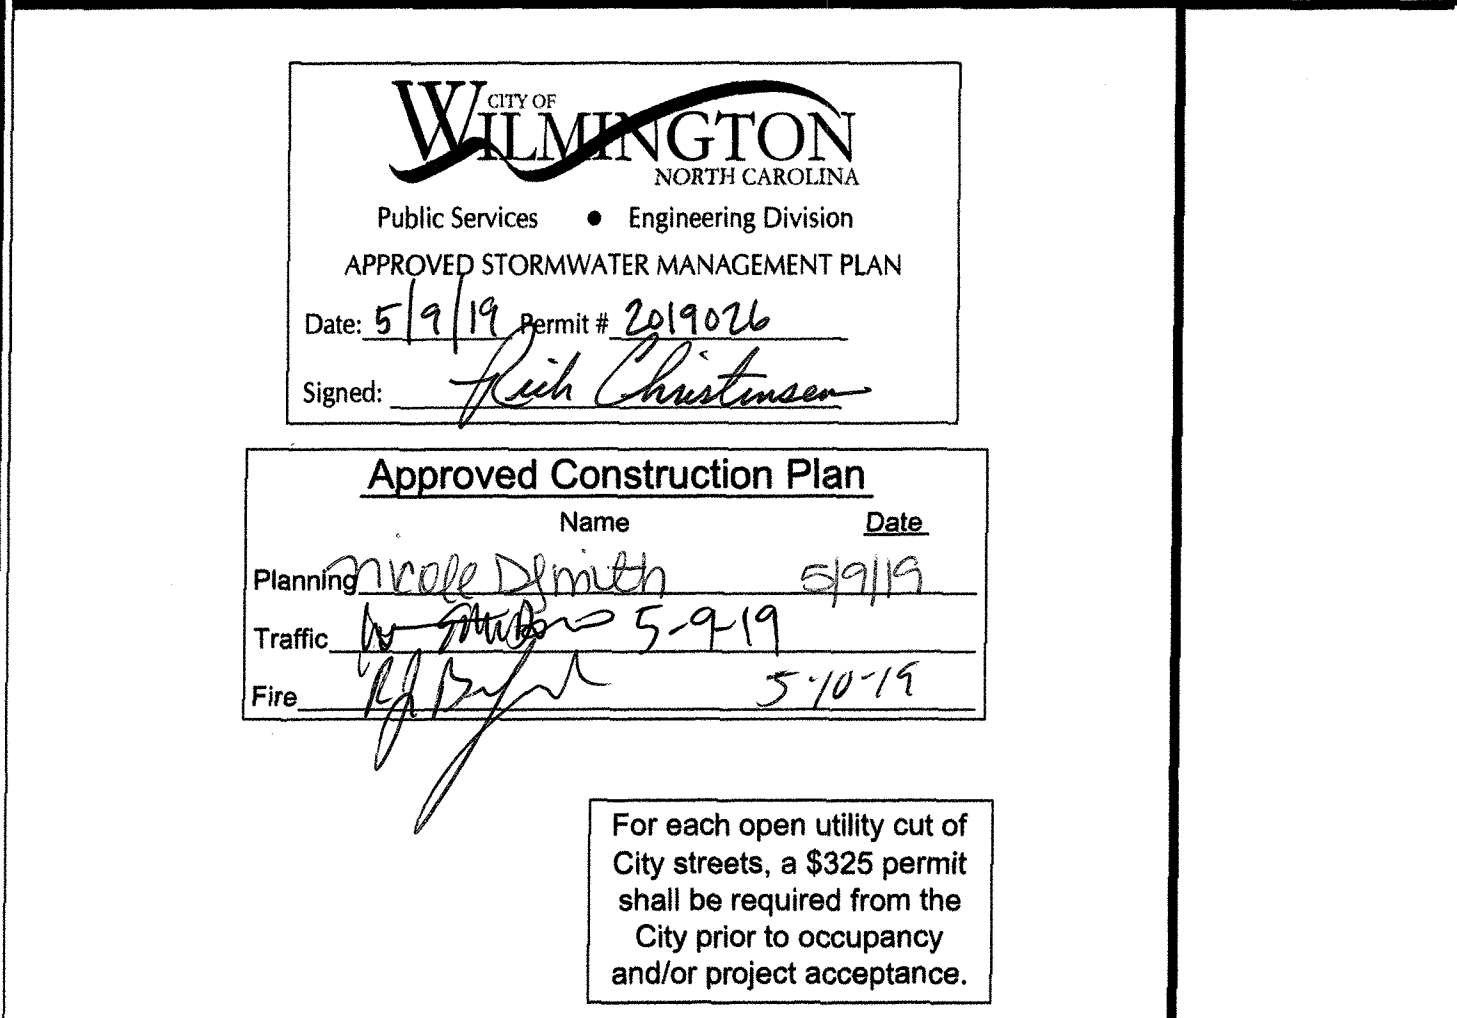 CITY OF
WILMINGTON
NORTH CAROLINA
Public Services • Engineering Division
APPROVED STORMWATER MANAGEMENT PLAN
Date: 5/9/19 Permit # 2019026
Signed: Rich Christensen
Approved Construction Plan
Name Date
Planning Nicole D Smith 5/9/19
Traffic 5-9-19
Fire 5-10-19
For each open utility cut of
City streets, a $325 permit
shall be required from the
City prior to occupancy
and/or project acceptance.